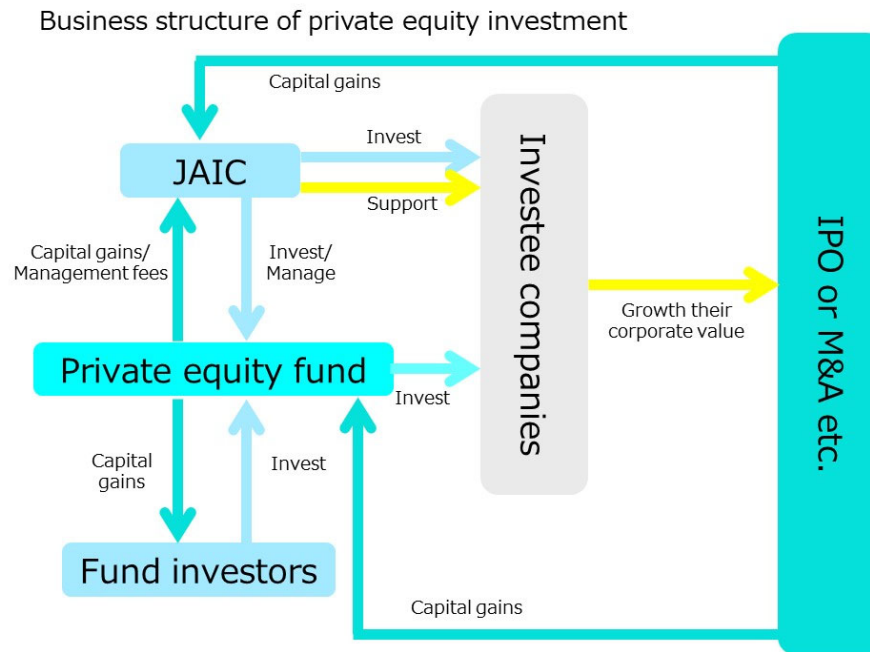 Business structure of private equity investment
Capital gains
JAIC
Invest
Support
Investee companies
IPO or M&A etc.
Capital gains/
Management fees
Invest/
Manage
Growth their
corporate value
Private equity fund
Invest
Capital
gains
Invest
Fund investors
Capital gains